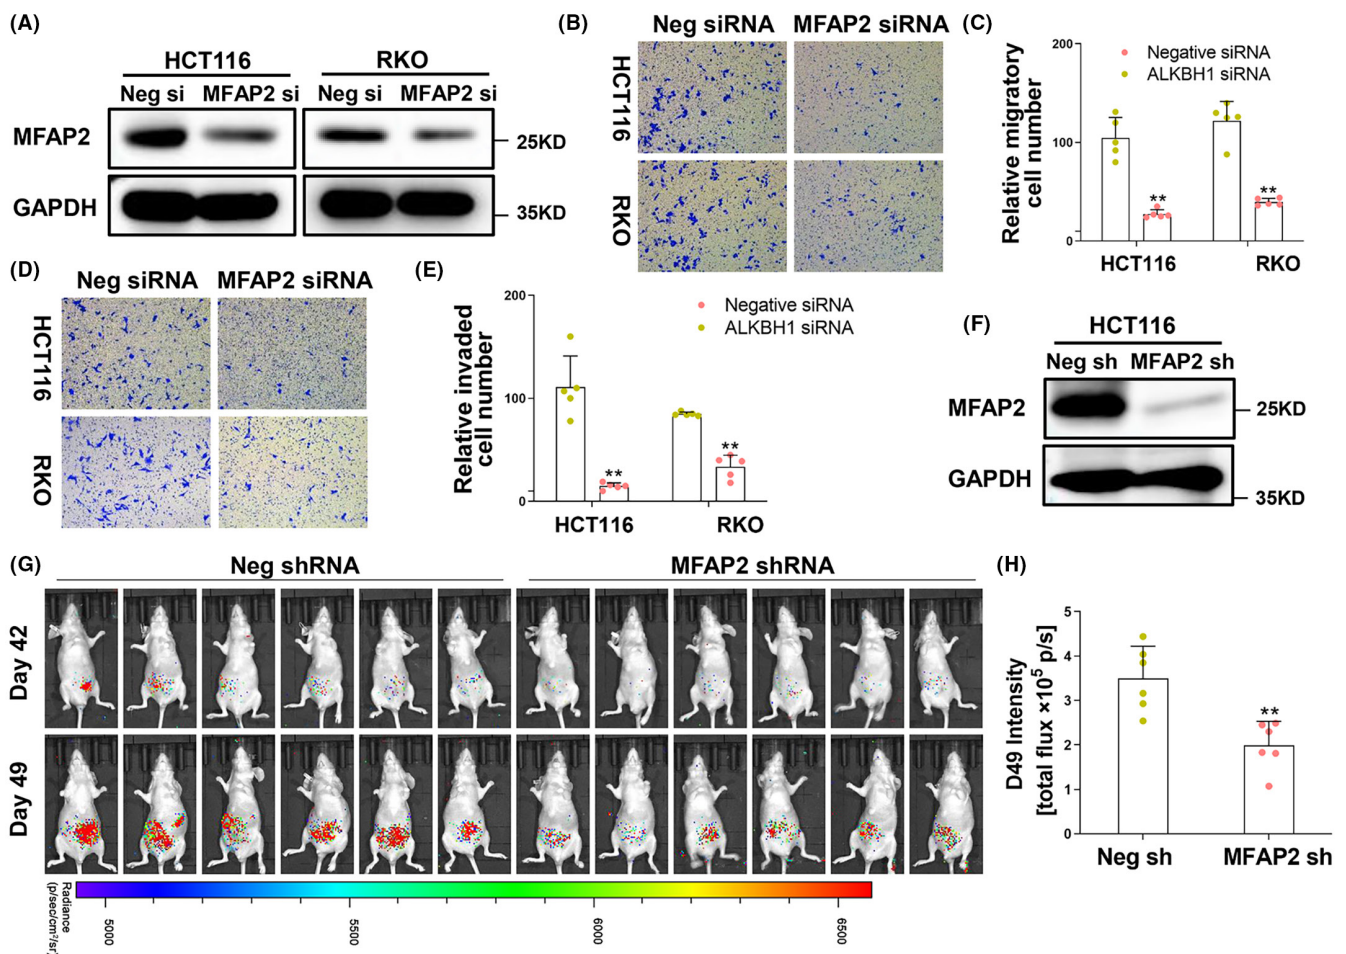 (A)
HCT116 RKO
Neg si MFAP2 si Neg si MFAP2 si
MFAP2
25KD
GAPDH
35KD
(B)
Neg siRNA MFAP2 siRNA
HCT116
RKO
(C)
Relative migratory
cell number
200
100
0
Negative siRNA
ALKBH1 siRNA
**
**
HCT116 RKO
(D)
Neg siRNA MFAP2 siRNA
HCT116
RKO
(E)
Relative invaded
cell number
200
100
0
Negative siRNA
ALKBH1 siRNA
**
**
HCT116 RKO
(F)
HCT116
Neg sh MFAP2 sh
MFAP2
25KD
GAPDH
35KD
(G)
Neg shRNA MFAP2 shRNA
Day 42
Day 49
Radiance
(p/sec/cm²/sr)
5000 5500 6000 6500
(H)
D49 Intensity
[total flux ×10⁵ p/s]
5
4
3
2
1
0
**
Neg sh MFAP2 sh